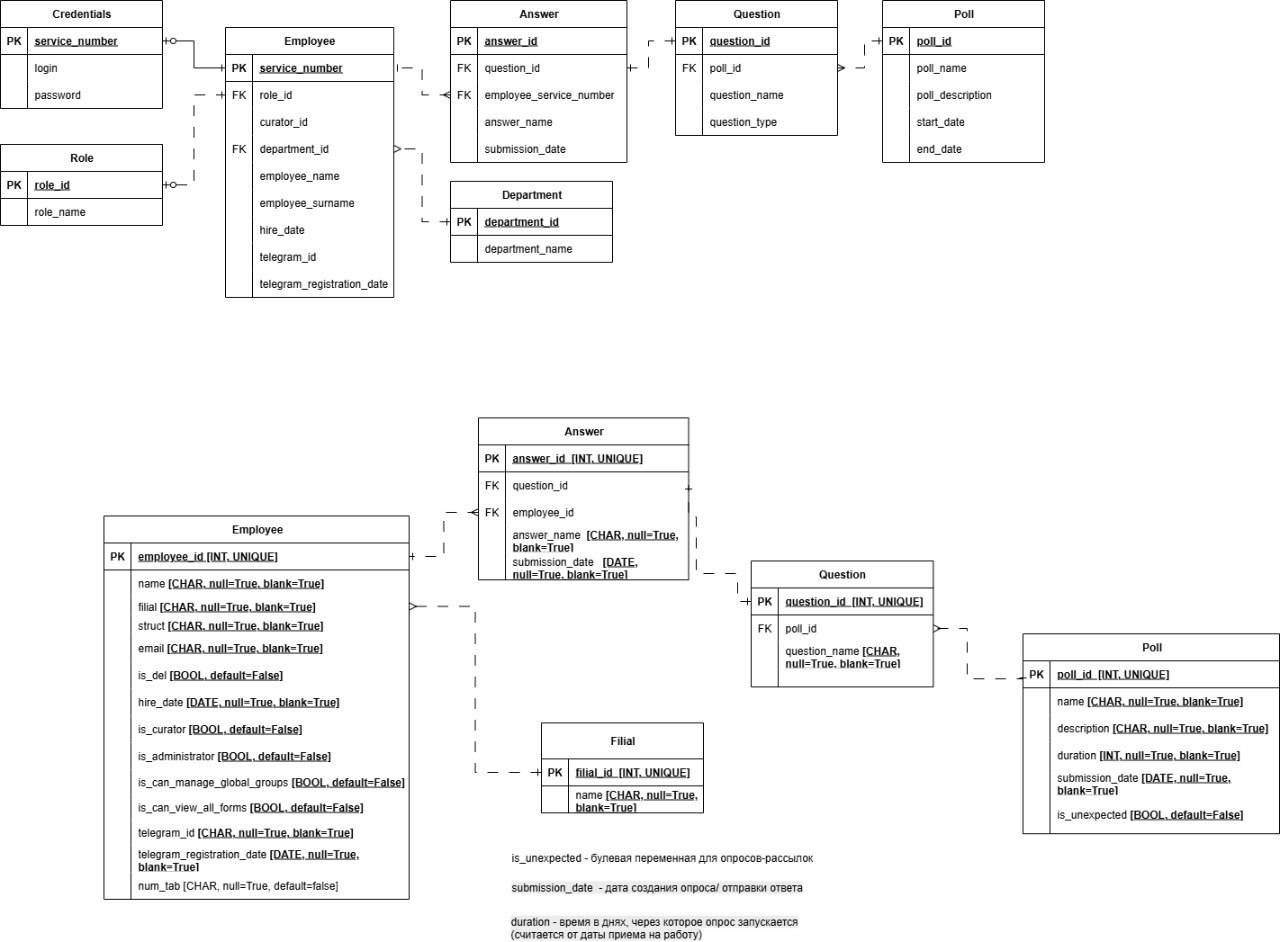 Credentials
PK service_number
login
password
Role
PK role_id
role_name
Employee
PK service_number
FK role_id
curator_id
FK department_id
employee_name
employee_surname
hire_date
telegram_id
telegram_registration_date
Answer
PK answer_id
FK question_id
FK employee_service_number
answer_name
submission_date
Department
PK department_id
department_name
Question
PK question_id
FK poll_id
question_name
question_type
Poll
PK poll_id
poll_name
poll_description
start_date
end_date
Answer
PK answer_id [INT, UNIQUE]
FK question_id
FK employee_id
answer_name [CHAR, null=True,
blank=True]
submission_date [DATE,
null=True, blank=True]
Employee
PK employee_id [INT, UNIQUE]
name [CHAR, null=True, blank=True]
filial [CHAR, null=True, blank=True]
struct [CHAR, null=True, blank=True]
email [CHAR, null=True, blank=True]
is_del [BOOL, default=False]
hire_date [DATE, null=True, blank=True]
is_curator [BOOL, default=False]
is_administrator [BOOL, default=False]
is_can_manage_global_groups [BOOL, default=False]
is_can_view_all_forms [BOOL, default=False]
telegram_id [CHAR, null=True, blank=True]
telegram_registration_date [DATE, null=True,
blank=True]
num_tab [CHAR, null=True, default=false]
Question
PK question_id [INT, UNIQUE]
FK poll_id
question_name [CHAR,
null=True, blank=True]
Poll
PK poll_id [INT, UNIQUE]
name [CHAR, null=True, blank=True]
description [CHAR, null=True, blank=True]
duration [INT, null=True, blank=True]
submission_date [DATE, null=True,
blank=True]
is_unexpected [BOOL, default=False]
Filial
PK filial_id [INT, UNIQUE]
name [CHAR, null=True,
blank=True]
is_unexpected - булевая переменная для опросов-рассылок
submission_date - дата создания опроса/ отправки ответа
duration - время в днях, через которое опрос запускается
(считается от даты приема на работу)